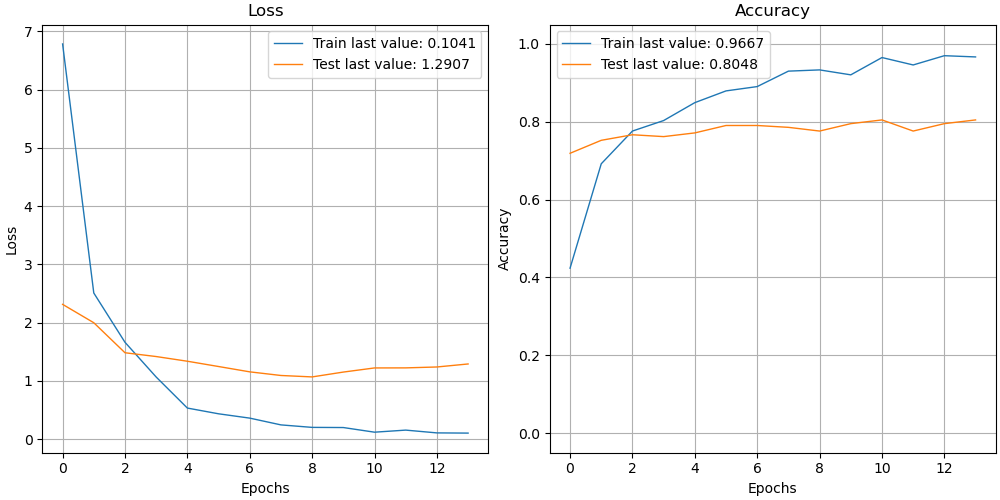 Loss
Train last value: 0.1041
Test last value: 1.2907
7
6
5
4
3
2
1
0
Loss
0 2 4 6 8 10 12
Epochs
Accuracy
Train last value: 0.9667
Test last value: 0.8048
1.0
0.8
0.6
0.4
0.2
0.0
Accuracy
0 2 4 6 8 10 12
Epochs